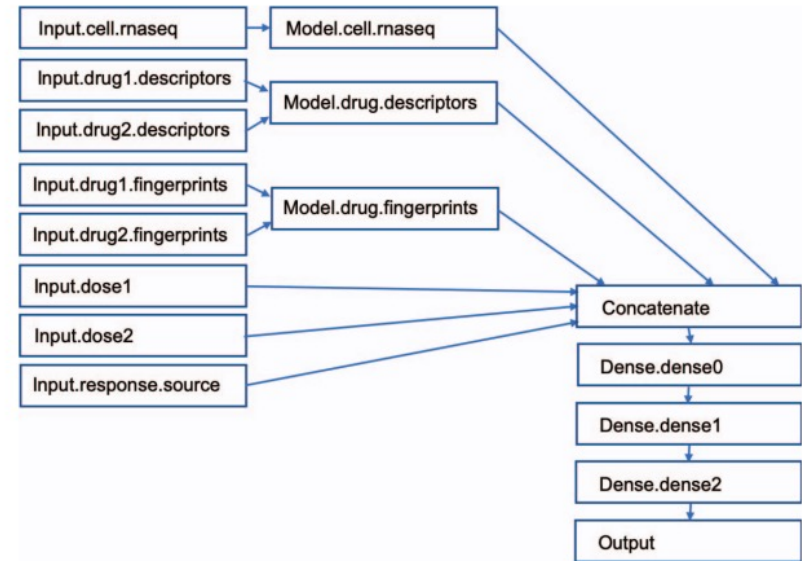 Input.cell.rnaseq
Model.cell.rnaseq
Input.drug1.descriptors
Model.drug.descriptors
Input.drug2.descriptors
Input.drug1.fingerprints
Model.drug.fingerprints
Input.drug2.fingerprints
Input.dose1
Concatenate
Input.dose2
Dense.dense0
Input.response.source
Dense.dense1
Dense.dense2
Output